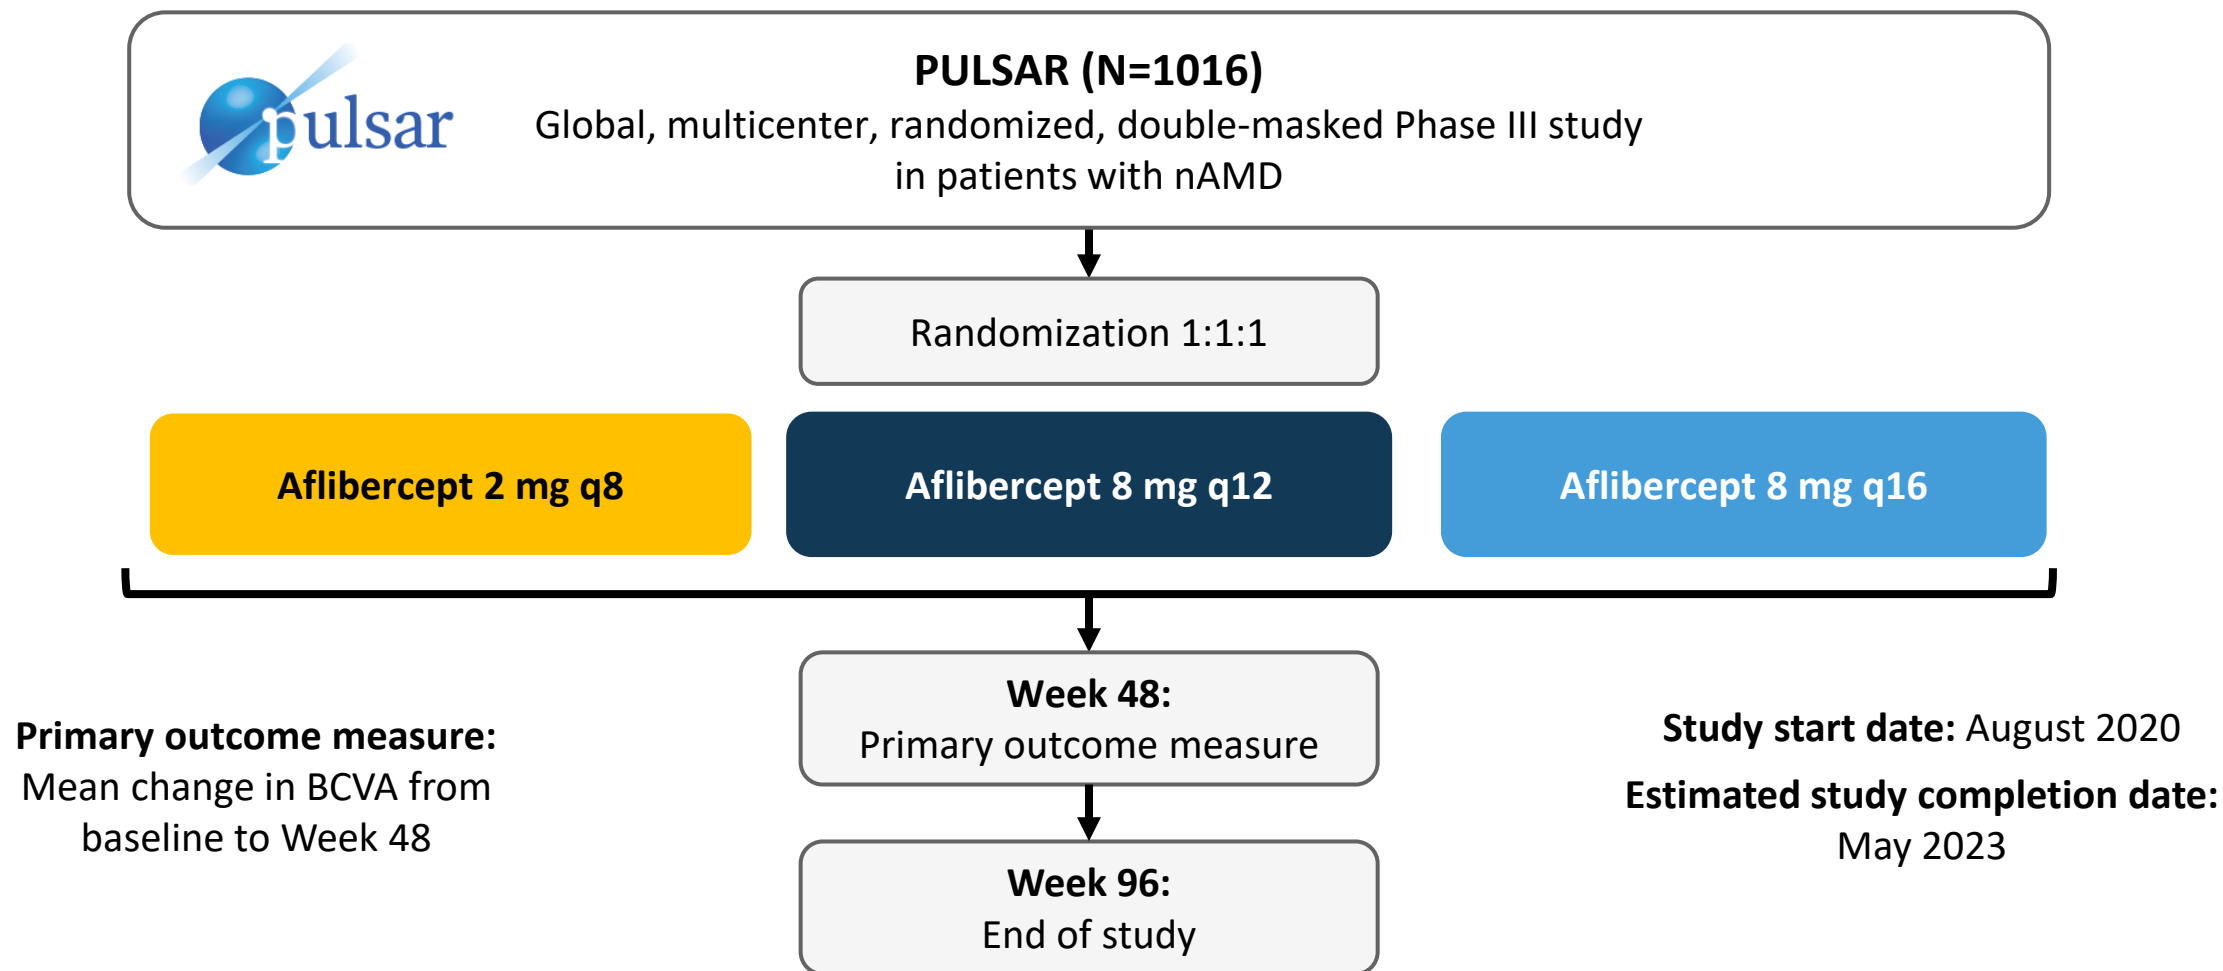 pulsar
PULSAR (N=1016)
Global, multicenter, randomized, double-masked Phase III study
in patients with nAMD
Randomization 1:1:1
Aflibercept 2 mg q8
Aflibercept 8 mg q12
Aflibercept 8 mg q16
Week 48:
Primary outcome measure
Primary outcome measure:
Mean change in BCVA from
baseline to Week 48
Study start date: August 2020
Estimated study completion date:
May 2023
Week 96:
End of study